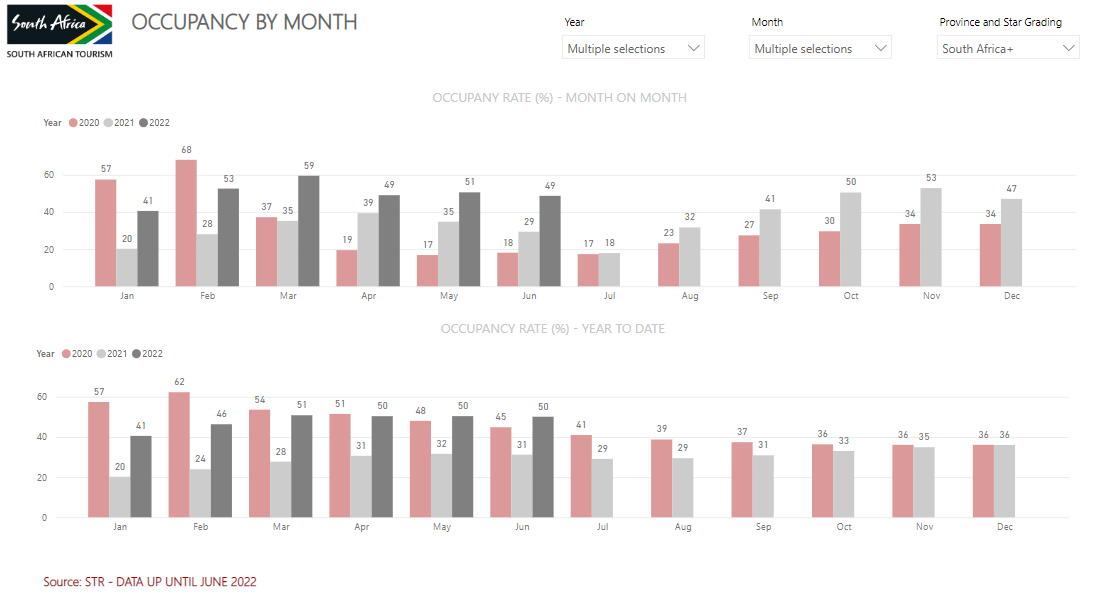 South Africa
SOUTH AFRICAN TOURISM
OCCUPANCY BY MONTH
Year
Multiple selections
Month
Multiple selections
Province and Star Grading
South Africa+
OCCUPANY RATE (%) - MONTH ON MONTH
Year 2020 2021 2022
60
40
20
0
57 20 41
68 28 53
37 35 59
19 39 49
17 35 51
18 29 49
17 18
23 32
27 41
30 50
34 53
34 47
Jan Feb Mar Apr May Jun Jul Aug Sep Oct Nov Dec
OCCUPANCY RATE (%) - YEAR TO DATE
Year 2020 2021 2022
60
40
20
0
57 20 41
62 24 46
54 28 51
51 31 50
48 32 50
45 31 50
41 29
39 29
37 31
36 33
36 35
36 36
Jan Feb Mar Apr May Jun Jul Aug Sep Oct Nov Dec
Source: STR - DATA UP UNTIL JUNE 2022